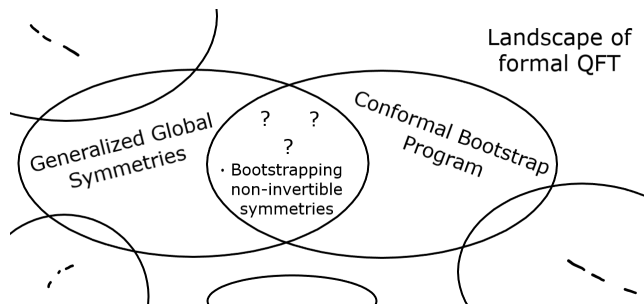 Landscape of
formal QFT
Generalized Global
Symmetries
Conformal Bootstrap
Program
? ?
?
· Bootstrapping
non-invertible
symmetries